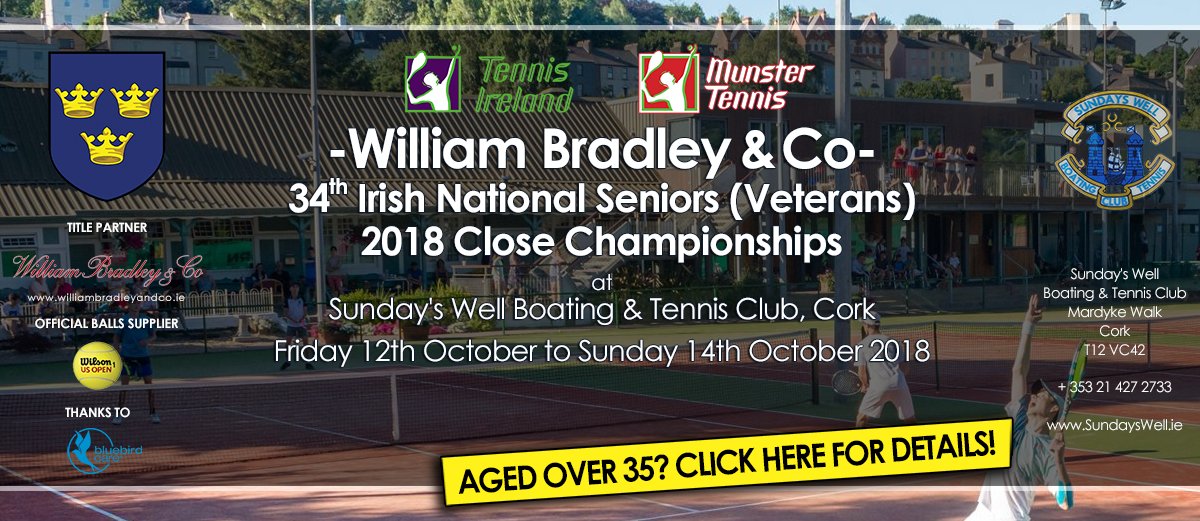 Tennis
Ireland
Munster
Tennis
-William Bradley & Co-
34th Irish National Seniors (Veterans)
2018 Close Championships
at
Sunday's Well Boating & Tennis Club, Cork
Friday 12th October to Sunday 14th October 2018
AGED OVER 35? CLICK HERE FOR DETAILS!
TITLE PARTNER
William Bradley & Co
www.williambradleyandco.ie
OFFICIAL BALLS SUPPLIER
Wilson 1
US OPEN
THANKS TO
bluebird
care
SUNDAYS WELL
BOATING TENNIS
CLUB
Sunday's Well
Boating & Tennis Club
Mardyke Walk
Cork
T12 VC42
+ 353 21 427 2733
www.SundaysWell.ie